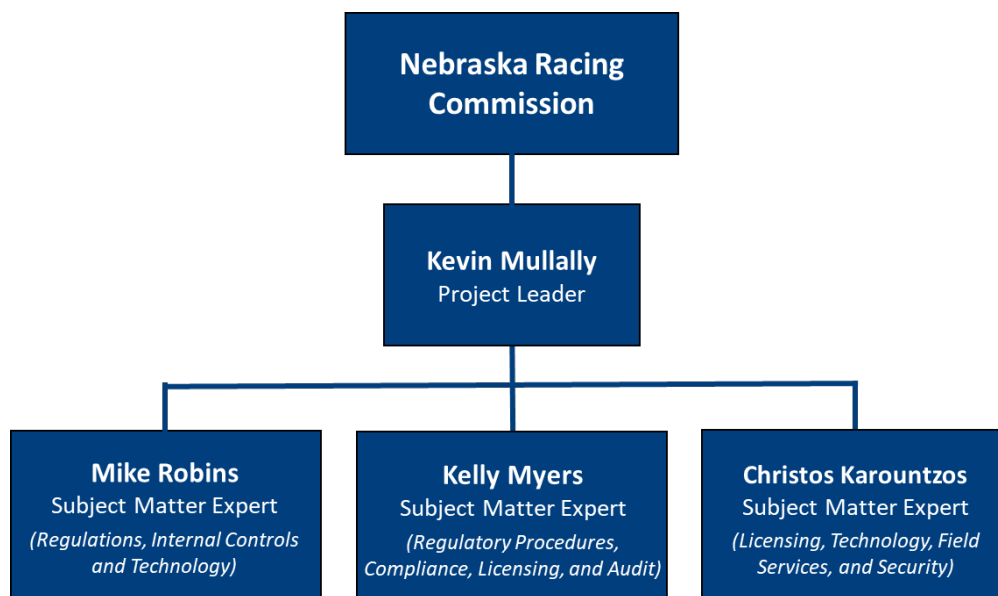 Nebraska Racing
Commission
Kevin Mullally
Project Leader
Mike Robins
Subject Matter Expert
(Regulations, Internal Controls
and Technology)
Kelly Myers
Subject Matter Expert
(Regulatory Procedures,
Compliance, Licensing, and Audit)
Christos Karountzos
Subject Matter Expert
(Licensing, Technology, Field
Services, and Security)